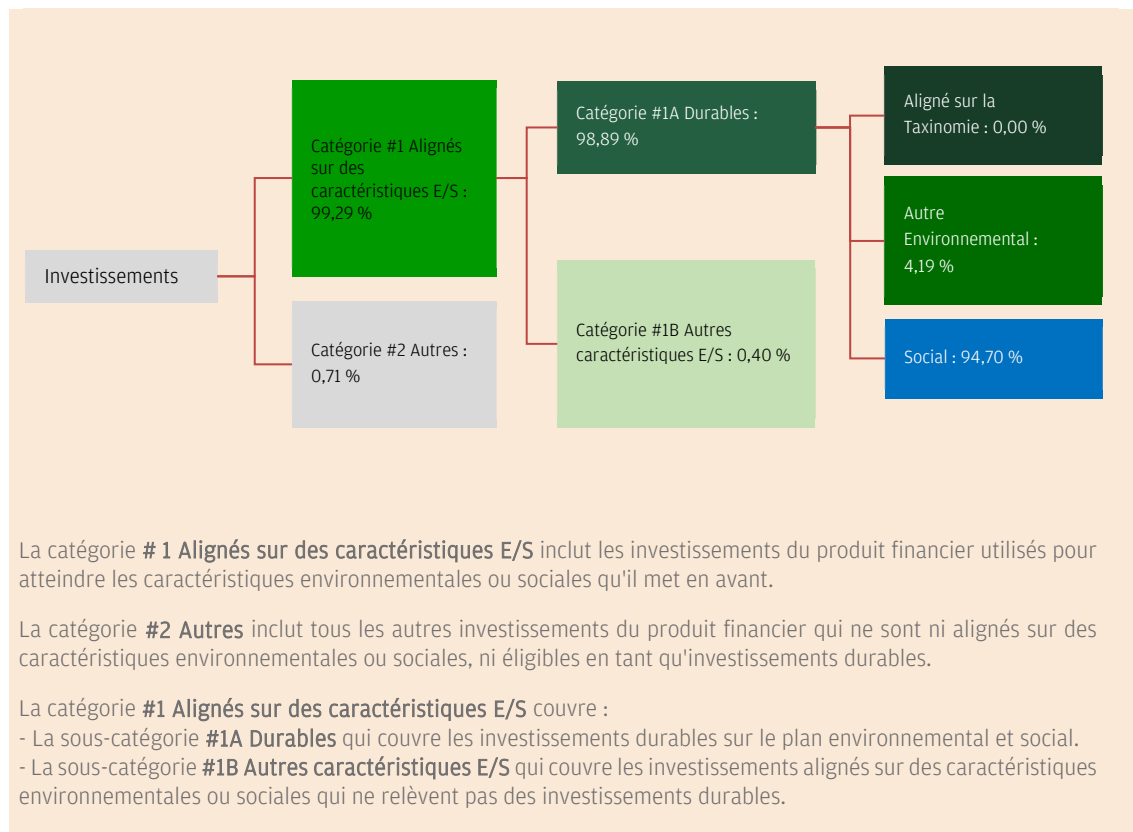 Investissements
Catégorie #1 Alignés
sur des
caractéristiques E/S :
99,29 %
Catégorie #2 Autres :
0,71 %
Catégorie #1A Durables :
98,89 %
Catégorie #1B Autres
caractéristiques E/S : 0,40 %
Aligné sur la
Taxinomie : 0,00 %
Autre
Environnemental :
4,19 %
Social : 94,70 %
La catégorie # 1 Alignés sur des caractéristiques E/S inclut les investissements du produit financier utilisés pour
atteindre les caractéristiques environnementales ou sociales qu'il met en avant.
La catégorie #2 Autres inclut tous les autres investissements du produit financier qui ne sont ni alignés sur des
caractéristiques environnementales ou sociales, ni éligibles en tant qu'investissements durables.
La catégorie #1 Alignés sur des caractéristiques E/S couvre :
- La sous-catégorie #1A Durables qui couvre les investissements durables sur le plan environnemental et social.
- La sous-catégorie #1B Autres caractéristiques E/S qui couvre les investissements alignés sur des caractéristiques
environnementales ou sociales qui ne relèvent pas des investissements durables.